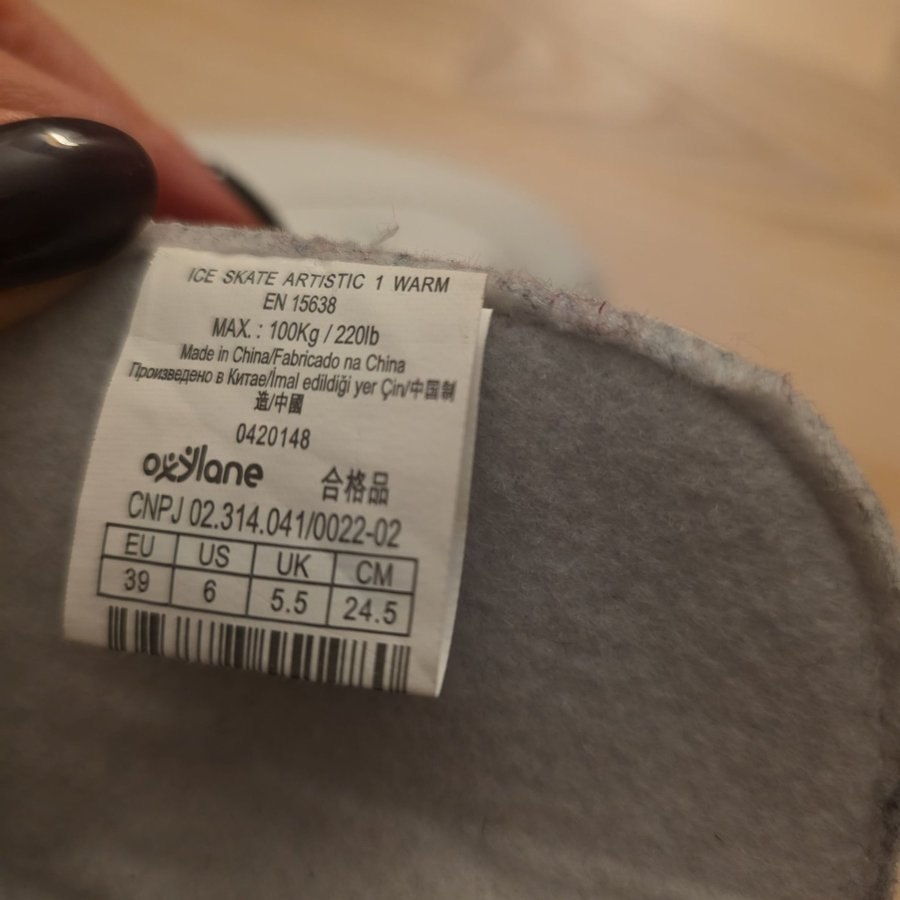 ICE SKATE ARTISTIC 1 WARM
EN 15638
MAX. : 100Kg / 220lb
Made in China/Fabricado na China
Произведено в Китае/İmal edildiği yer Çin/中国制
造/中國
0420148
oxylane 合格品
CNPJ 02.314.041/0022-02
EU US UK CM
39 6 5.5 24.5